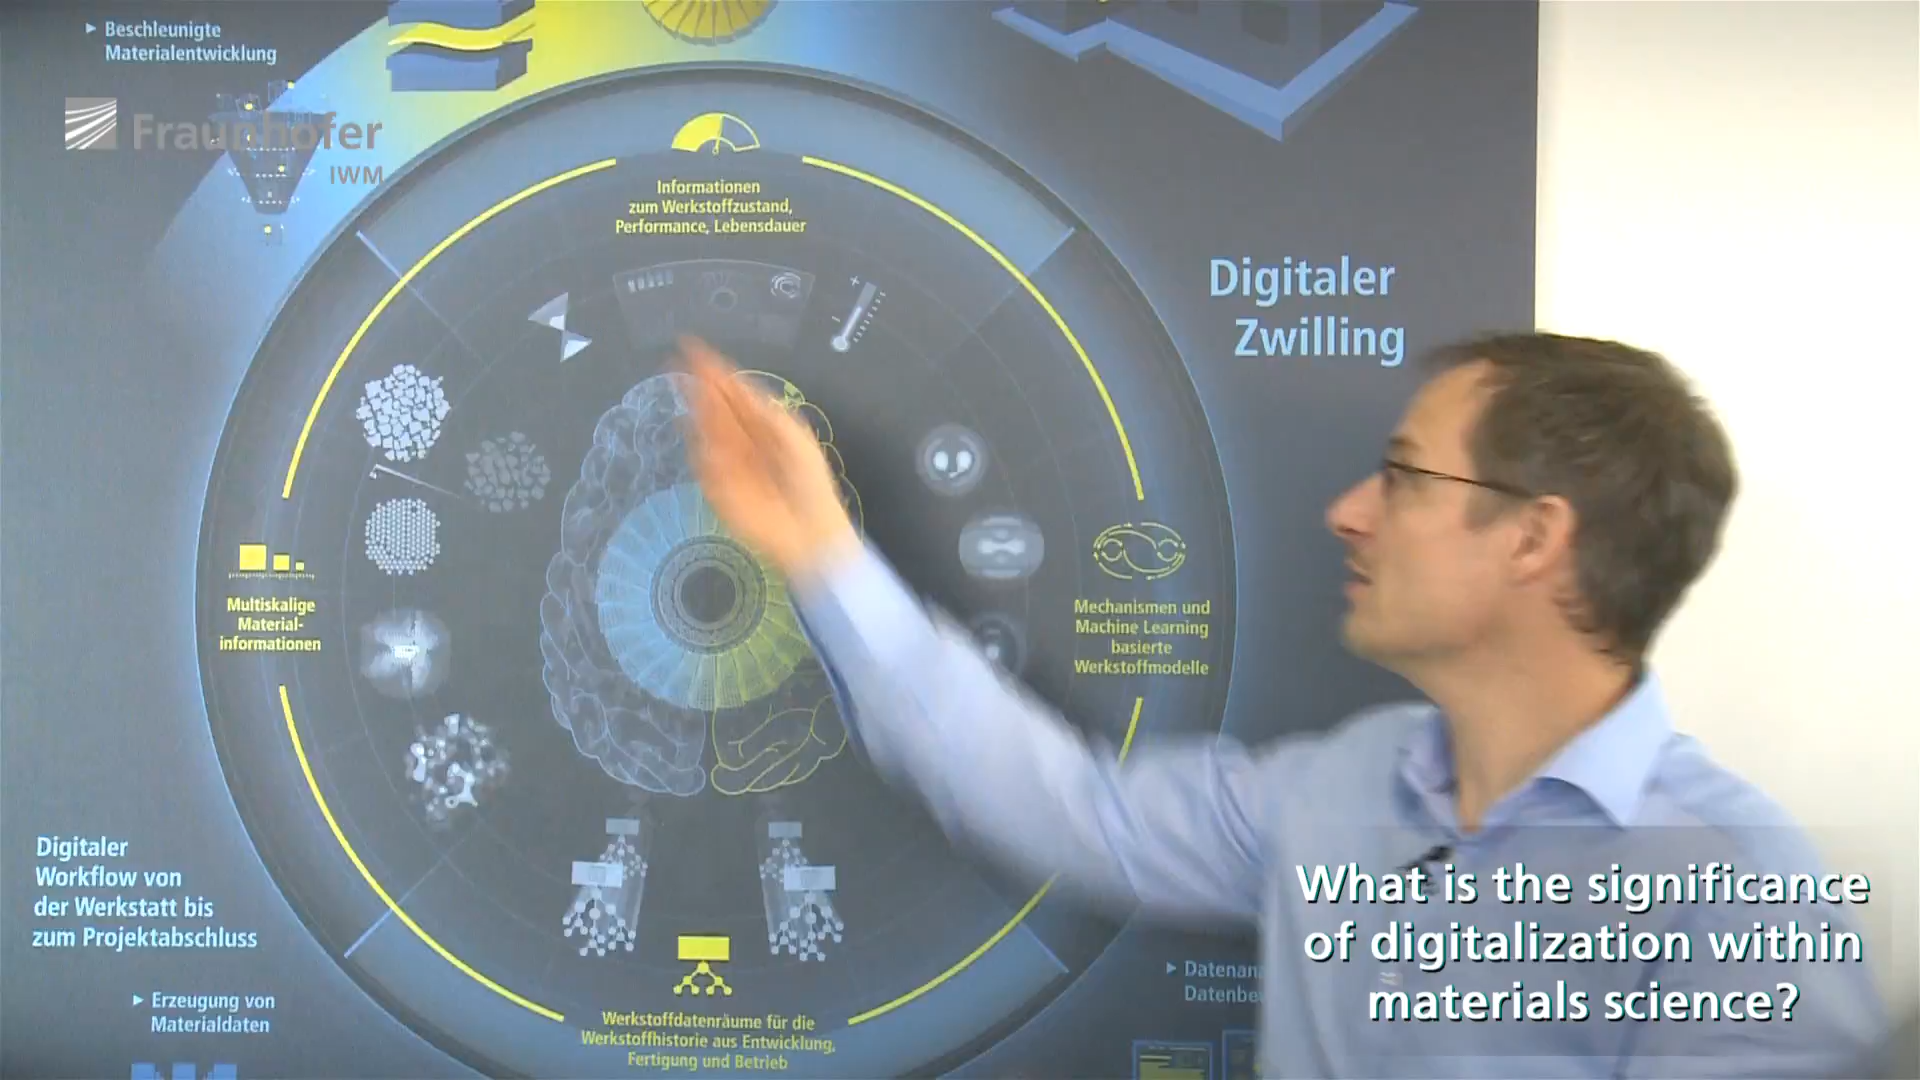 Beschleunigte
Materialentwicklung
Fraunhofer
IWM
Informationen
zum Werkstoffzustand,
Performance, Lebensdauer
Digitaler
Zwilling
Multiskalige
Material-
informationen
Mechanismen und
Machine Learning
basierte
Werkstoffmodelle
Digitaler
Workflow von
der Werkstatt bis
zum Projektabschluss
What is the significance
of digitalization within
materials science?
Erzeugung von
Materialdaten
Werkstoffdatenräume für die
Werkstoffhistorie aus Entwicklung,
Fertigung und Betrieb